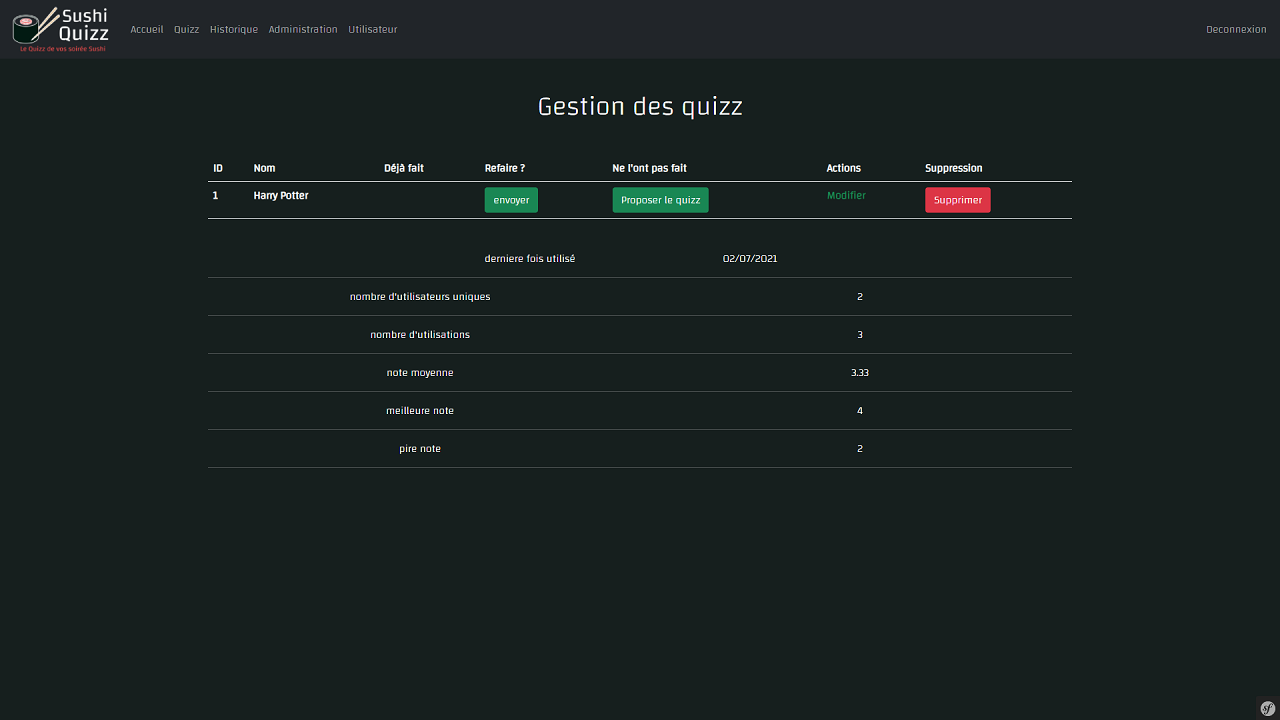 Sushi
Quizz
Le Quizz de vos soirée Sushi
Accueil Quizz Historique Administration Utilisateur Deconnexion
Gestion des quizz
ID Nom Déjà fait Refaire ? Ne l'ont pas fait Actions Suppression
1 Harry Potter envoyer Proposer le quizz Modifier Supprimer
derniere fois utilisé 02/07/2021
nombre d'utilisateurs uniques 2
nombre d'utilisations 3
note moyenne 3.33
meilleure note 4
pire note 2
sf